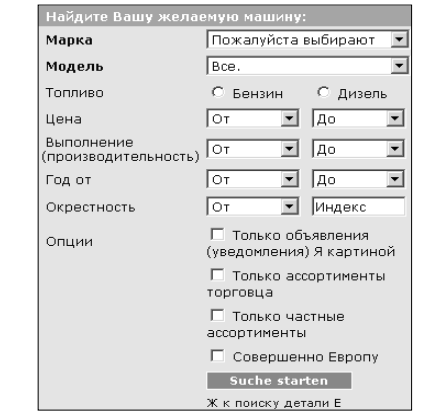 Найдите Вашу желаемую машину:
Марка Пожалуйста выбирают
Модель Все.
Топливо Бензин Дизель
Цена От До
Выполнение
(производительность) От До
Год от От До
Окрестность От Индекс
Опции Только объявления
(уведомления) Я картиной
Только ассортименты
торговца
Только частные
ассортименты
Совершенно Европу
Suche starten
Ж к поиску детали Е